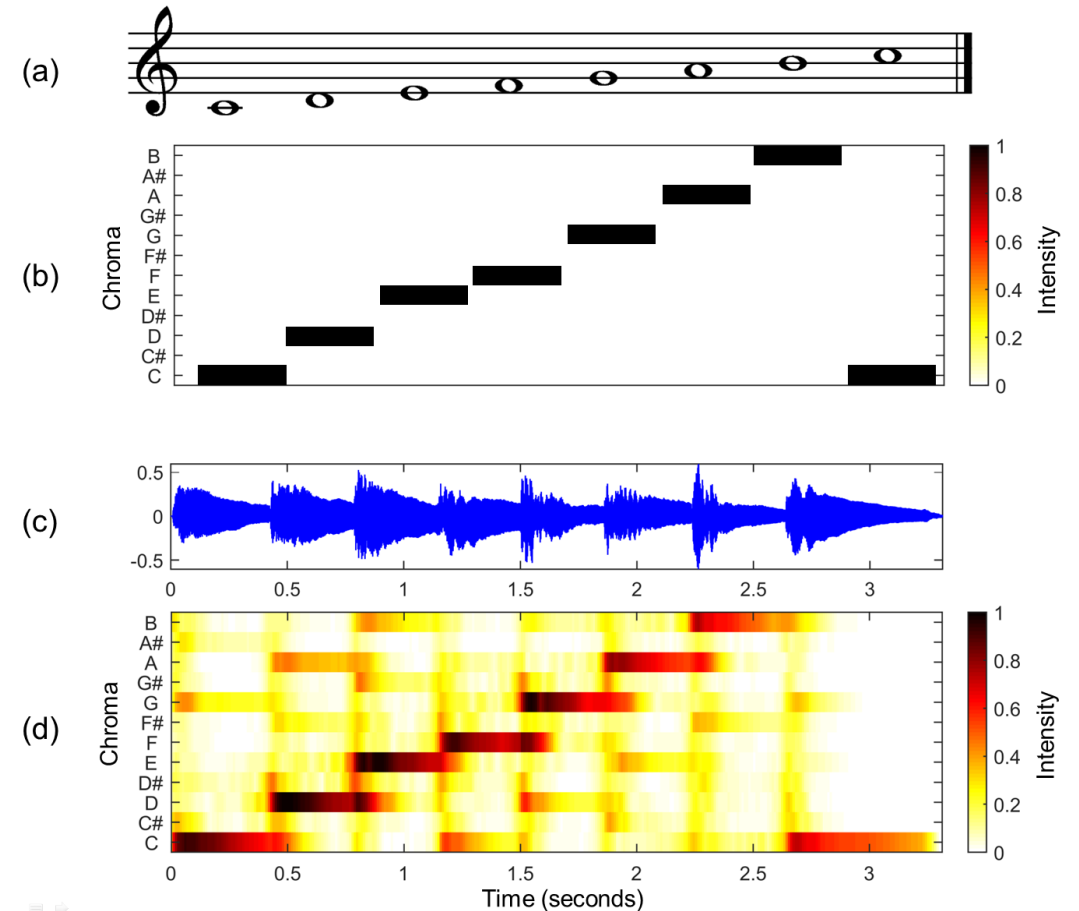 (a)
(b)
Chroma
B
A#
A
G#
G
F#
F
E
D#
D
C#
C
1
0.8
0.6
0.4
0.2
0
Intensity
(c)
0.5
0
-0.5
0 0.5 1 1.5 2 2.5 3
(d)
Chroma
B
A#
A
G#
G
F#
F
E
D#
D
C#
C
0 0.5 1 1.5 2 2.5 3
Time (seconds)
1
0.8
0.6
0.4
0.2
0
Intensity